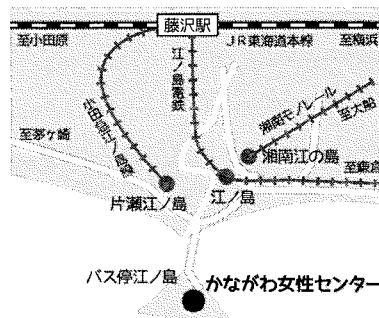 藤沢駅
至小田原
JR東海道本線
至横浜
小田急江ノ島線
江ノ島電鉄
湘南モノレール
至大船
至茅ヶ崎
湘南江の島
至鎌倉
片瀬江ノ島
江ノ島
バス停江ノ島
かながわ女性センター